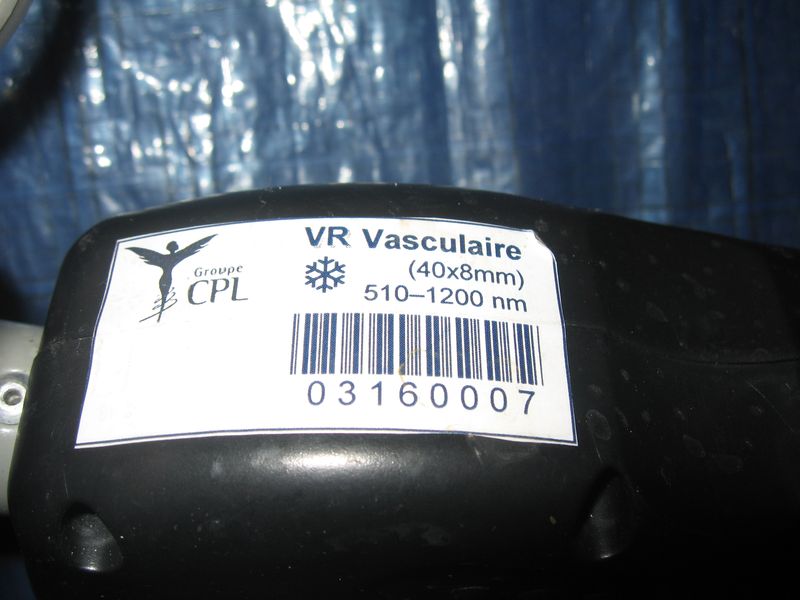 Groupe
CPL
VR Vasculaire
(40x8mm)
510–1200 nm
03160007